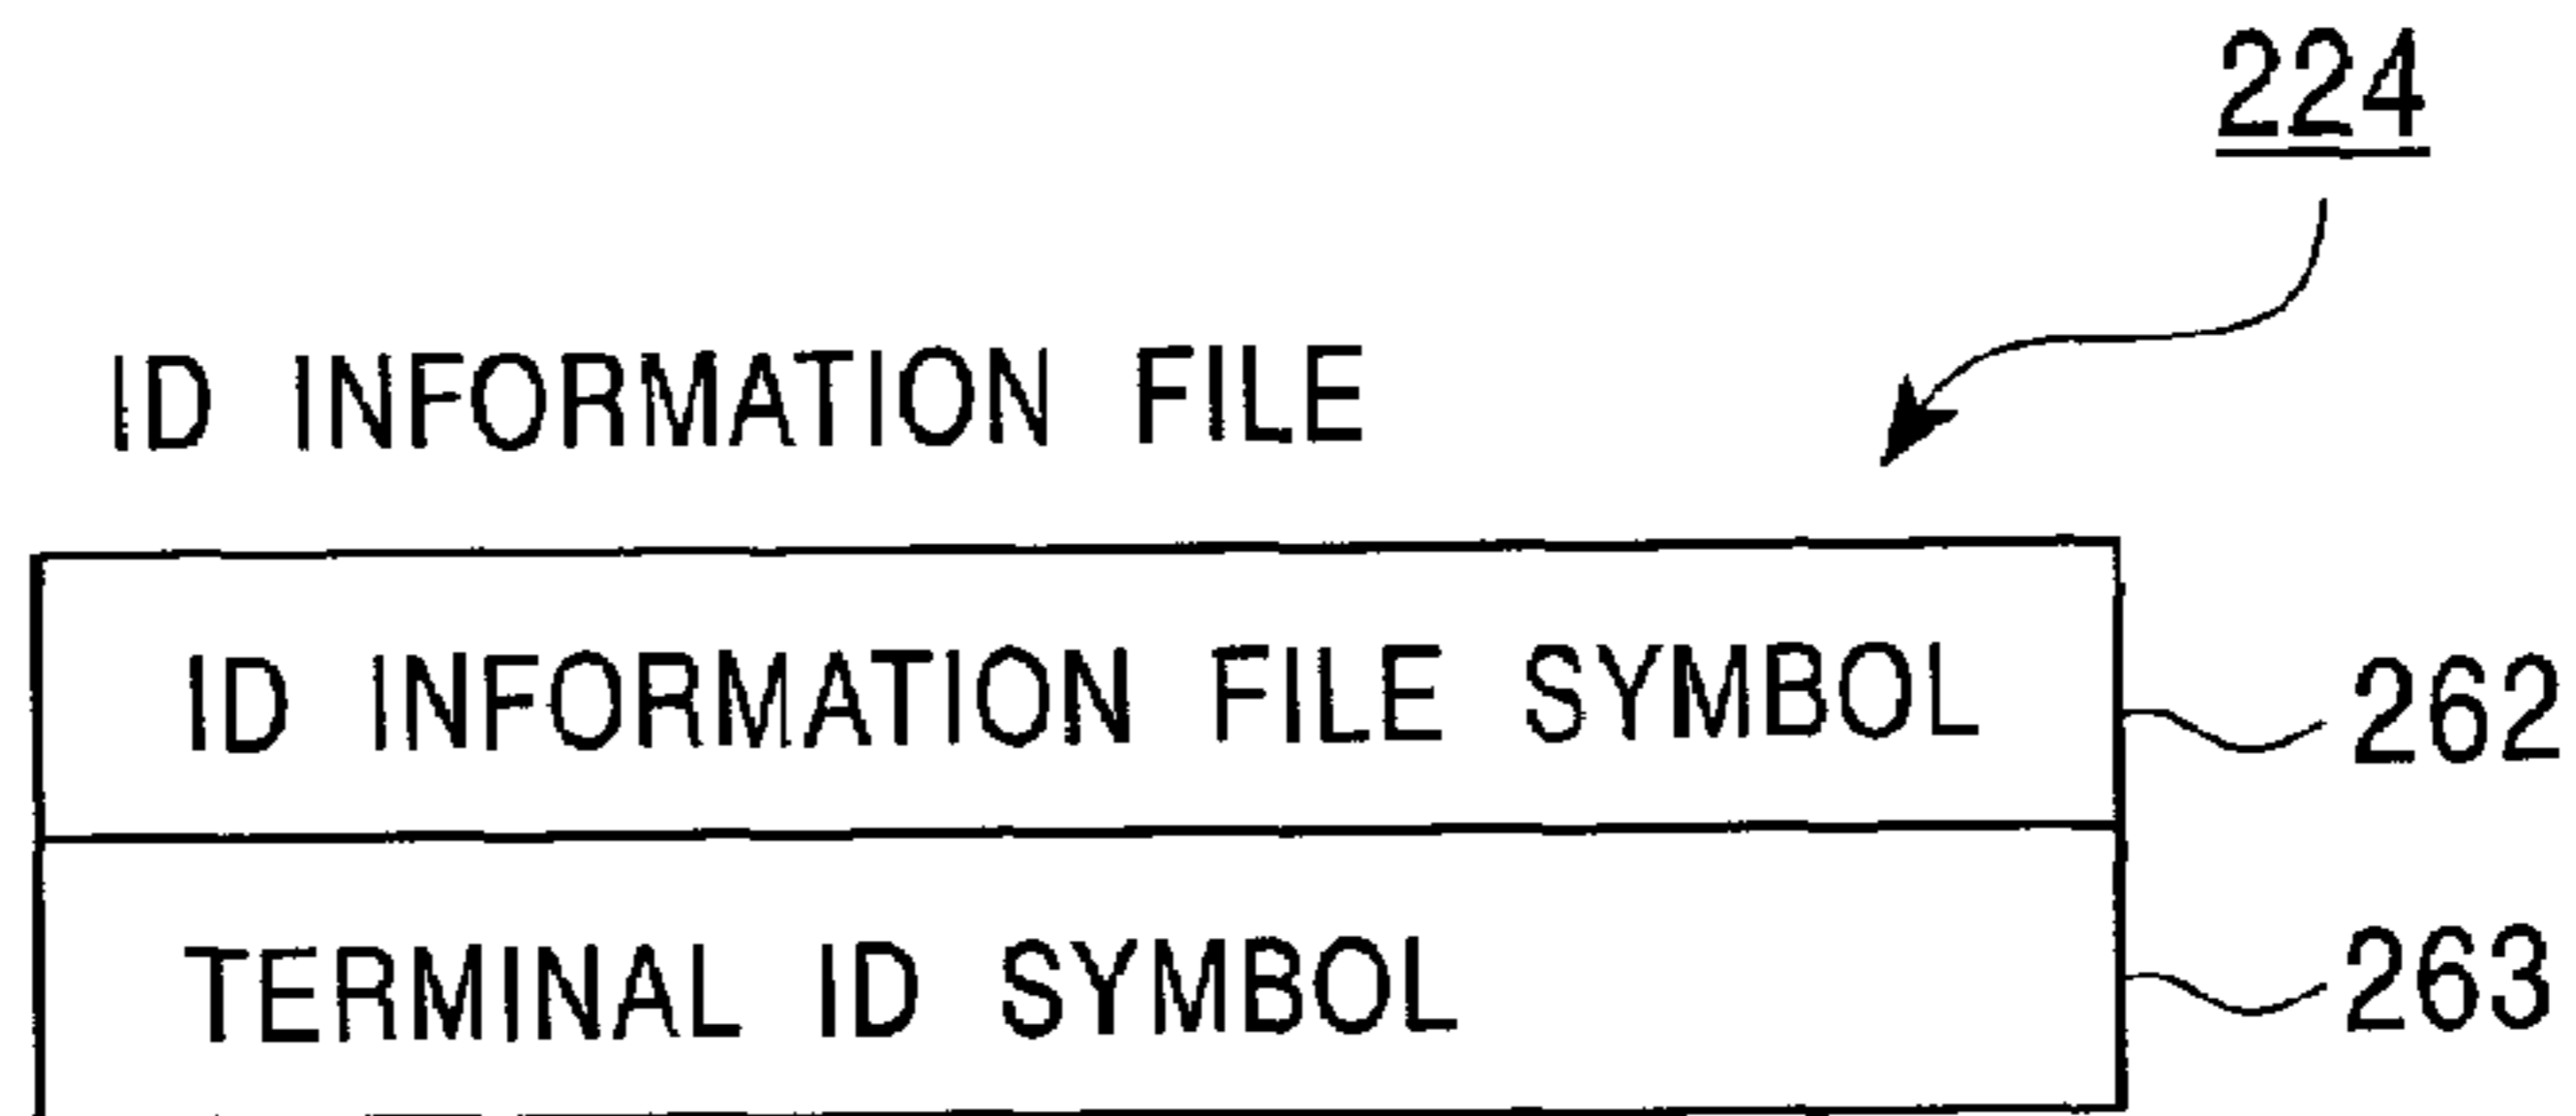 224
ID INFORMATION FILE
ID INFORMATION FILE SYMBOL 262
TERMINAL ID SYMBOL 263